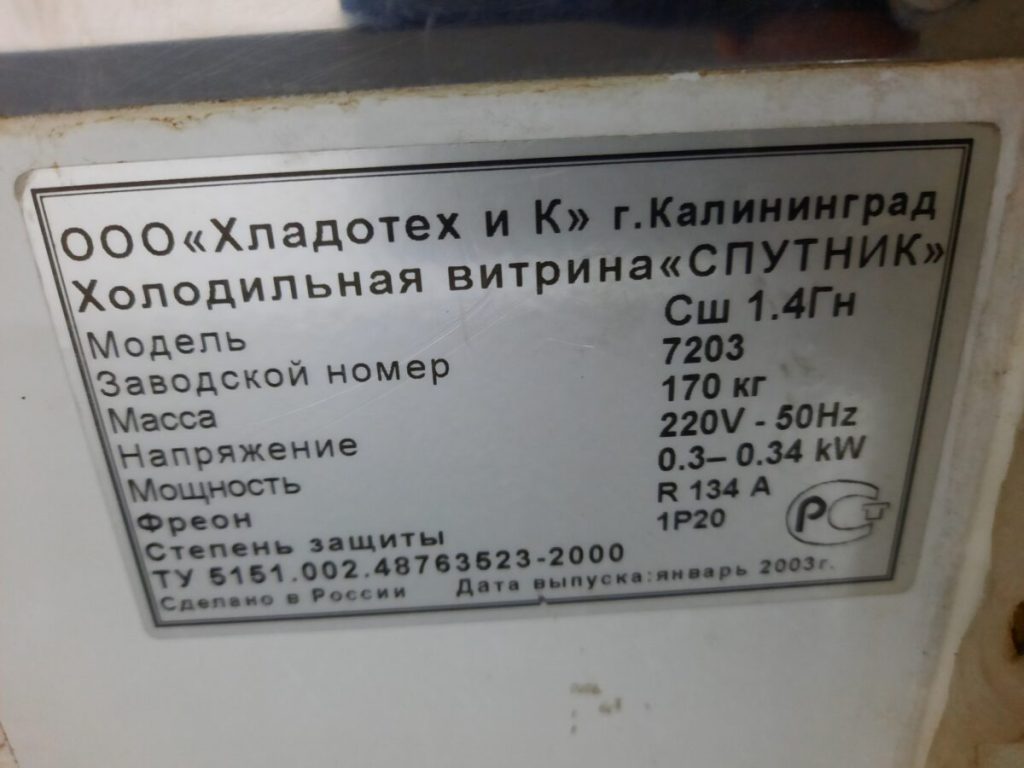 ООО«Хладотех и К» г.Калининград
Холодильная витрина«СПУТНИК»
Модель Сш 1.4Гн
Заводской номер 7203
Масса 170 кг
Напряжение 220V - 50Hz
Мощность 0.3– 0.34 kW
Фреон R 134 A
Степень защиты 1P20
ТУ 5151.002.48763523-2000
Сделано в России Дата выпуска:январь 2003г.
РСТ